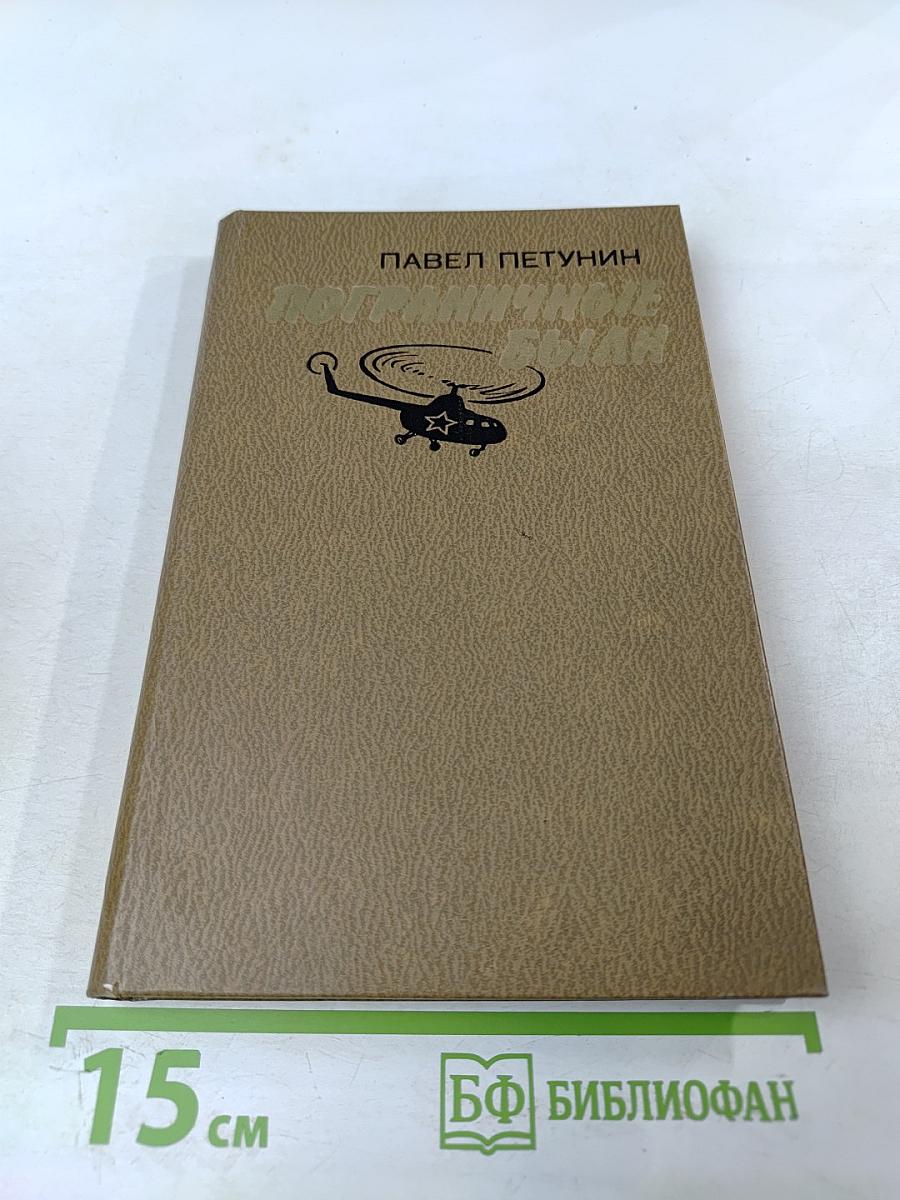 ПАВЕЛ ПЕТУНИН
ПОГРАНИЧНЫЕ
БЫЛИ
15 см
БФ БИБЛИОФАН